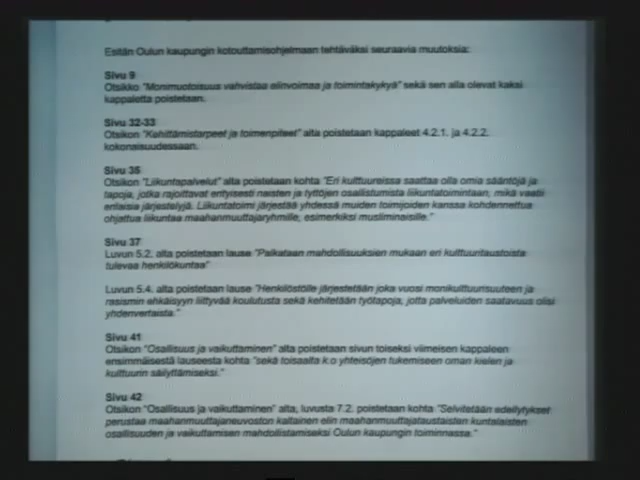 Esitän Oulun kaupungin kotouttamisohjelmaan tehtäväksi seuraavia muutoksia:
Sivu 9
Otsikko "Monimuotoisuus vahvistaa elinvoimaa ja toimintakykyä" sekä sen alla olevat kaksi
kappaletta poistetaan.
Sivu 32-33
Otsikon "Kehittämistarpeet ja toimenpiteet" alta poistetaan kappaleet 4.2.1. ja 4.2.2.
kokonaisuudessaan.
Sivu 35
Otsikon "Liikuntapalvelut" alta poistetaan kohta "Eri kulttuureissa saattaa olla omia sääntöjä ja
tapoja, jotka rajoittavat erityisesti naisten ja tyttöjen osallistumista liikuntatoimintaan, mikä vaatii
erilaisia järjestelyjä. Liikuntatoimi järjestää yhdessä muiden toimijoiden kanssa kohdennettua
ohjattua liikuntaa maahanmuuttajaryhmille, esimerkiksi musliminaisille."
Sivu 37
Luvun 5.2. alta poistetaan lause "Palkataan mahdollisuuksien mukaan eri kulttuuritaustoista
tulevaa henkilökuntaa"
Luvun 5.4. alta poistetaan lause "Henkilöstölle järjestetään joka vuosi monikulttuurisuuteen ja
rasismin ehkäisyyn liittyvää koulutusta sekä kehitetään työtapoja, jotta palveluiden saatavuus olisi
yhdenvertaista."
Sivu 41
Otsikon "Osallisuus ja vaikuttaminen" alta poistetaan sivun toiseksi viimeisen kappaleen
ensimmäisestä lauseesta kohta "sekä toisaalta k.o yhteisöjen tukemiseen oman kielen ja
kulttuurin säilyttämiseksi."
Sivu 42
Otsikon "Osallisuus ja vaikuttaminen" alta, luvusta 7.2. poistetaan kohta "Selvitetään edellytykset
perustaa maahanmuuttajaneuvoston kaltainen elin maahanmuuttajataustaisten kuntalaisten
osallisuuden ja vaikuttamisen mahdollistamiseksi Oulun kaupungin toiminnassa."